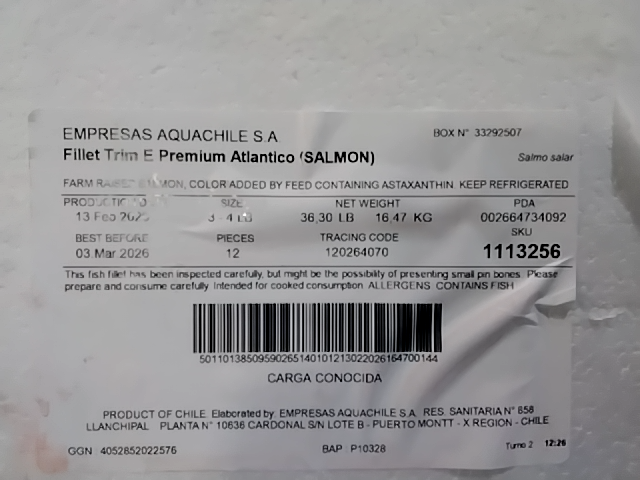 EMPRESAS AQUACHILE S.A.
BOX N° 33292507
Fillet Trim E Premium Atlantico (SALMON)
Salmo salar
FARM RAISED SALMON, COLOR ADDED BY FEED CONTAINING ASTAXANTHIN. KEEP REFRIGERATED
SIZE NET WEIGHT PDA
13 Feb 3 - 4 LB 36,30 LB 16,47 KG 002664734092
BEST BEFORE PIECES TRACING CODE SKU
03 Mar 2026 12 120264070 1113256
This fish fillet has been inspected carefully, but might be the possibility of presenting small pin bones. Please
prepare and consume carefully. Intended for cooked consumption. ALLERGENS: CONTAINS FISH
CARGA CONOCIDA
PRODUCT OF CHILE. Elaborated by: EMPRESAS AQUACHILE S.A. RES. SANITARIA N° 858
LLANCHIPAL PLANTA N° 10636 CARDONAL S/N LOTE B - PUERTO MONTT - X REGION - CHILE
GGN : 4052852022576 BAP : P10328 Turno 2 12:26